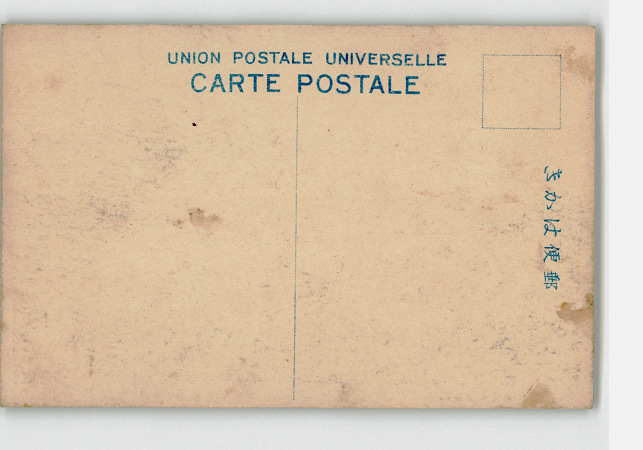 UNION POSTALE UNIVERSELLE
CARTE POSTALE
郵便はかき